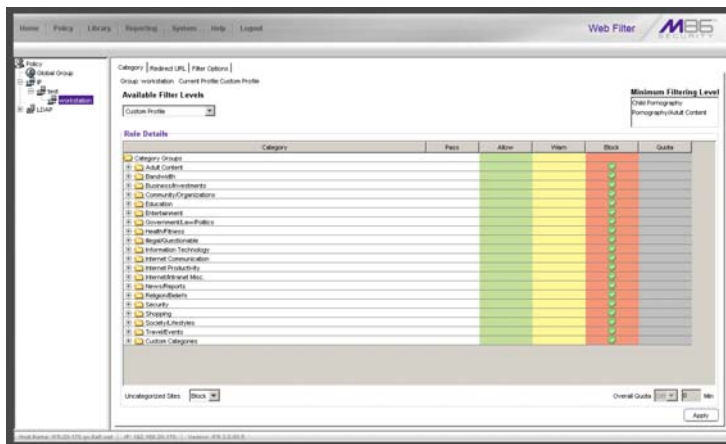 Home Policy Library Reporting System Help Logout
Web Filter M86 SECURITY
Policy
Global Group
IP
test
workstation
LDAP
Category Redirect URL Filter Options
Group: workstation Current Profile:Custom Profile
Available Filter Levels
Custom Profile
Minimum Filtering Level
Child Pornography
Pornography/Adult Content
Rule Details
Category Pass Allow Warn Block Quota
Category Groups
Adult Content
Bandwidth
Business/Investments
Community/Organizations
Education
Entertainment
Government/Law/Politics
Health/Fitness
Illegal/Questionable
Information Technology
Internet Communication
Internet Productivity
Internet/Intranet Misc.
News/Reports
Religion/Beliefs
Security
Shopping
Society/Lifestyles
Travel/Events
Custom Categories
Uncategorized Sites Block
Overall Quota Off Min
Apply